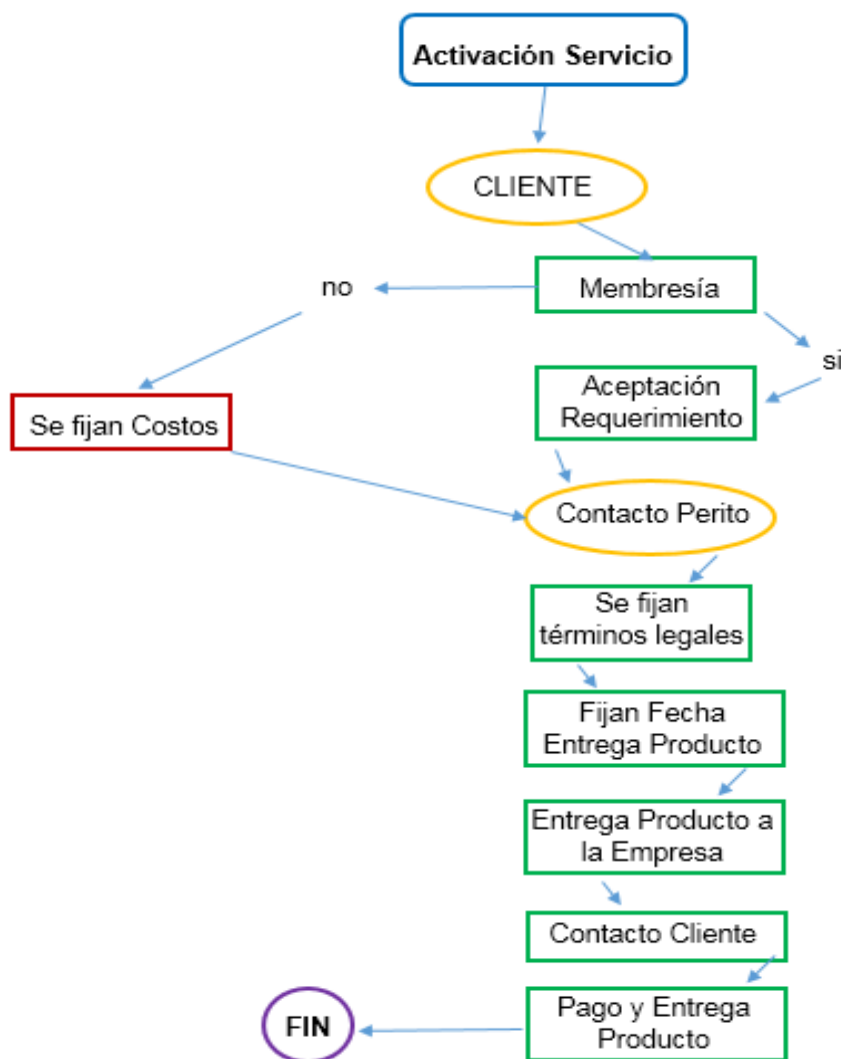 Activación Servicio
CLIENTE
Membresía
no
si
Aceptación
Requerimiento
Se fijan Costos
Contacto Perito
Se fijan
términos legales
Fijan Fecha
Entrega Producto
Entrega Producto a
la Empresa
Contacto Cliente
Pago y Entrega
Producto
FIN